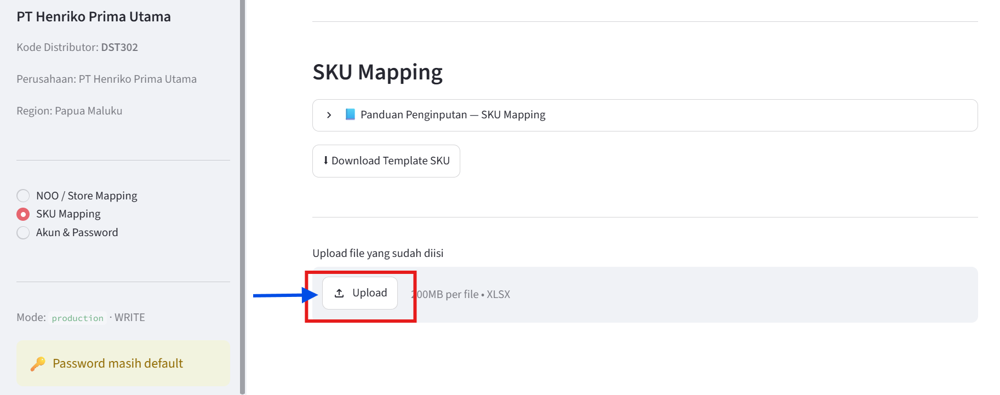 PT Henriko Prima Utama
Kode Distributor: DST302
Perusahaan: PT Henriko Prima Utama
Region: Papua Maluku
NOO / Store Mapping
SKU Mapping
Akun & Password
Mode: production · WRITE
Password masih default
SKU Mapping
Panduan Penginputan — SKU Mapping
Download Template SKU
Upload file yang sudah diisi
Upload
200MB per file • XLSX